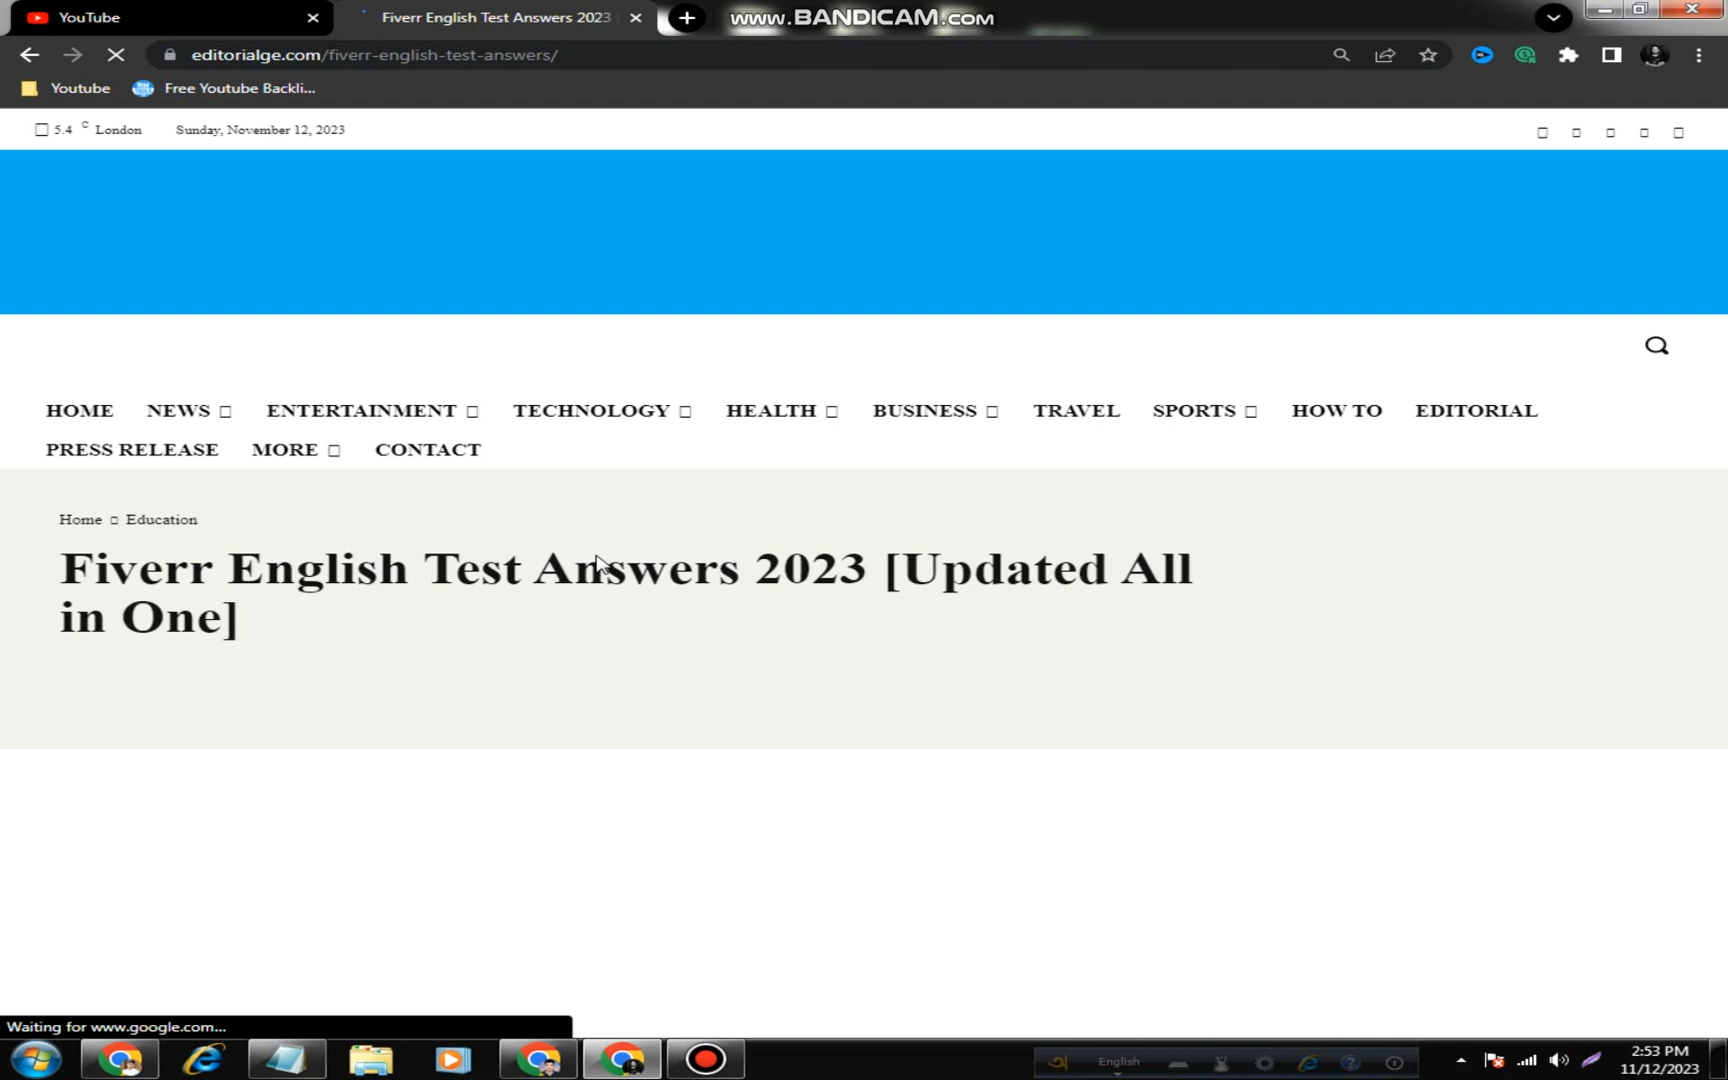 YouTube
Fiverr English Test Answers 2023
www.BANDICAM.com
editorialge.com/fiverr-english-test-answers/
Youtube
Free Youtube Backli...
5.4 C London
Sunday, November 12, 2023
HOME NEWS ENTERTAINMENT TECHNOLOGY HEALTH BUSINESS TRAVEL SPORTS HOW TO EDITORIAL
PRESS RELEASE MORE CONTACT
Home Education
Fiverr English Test Answers 2023 [Updated All
in One]
Waiting for www.google.com...
English
2:53 PM
11/12/2023